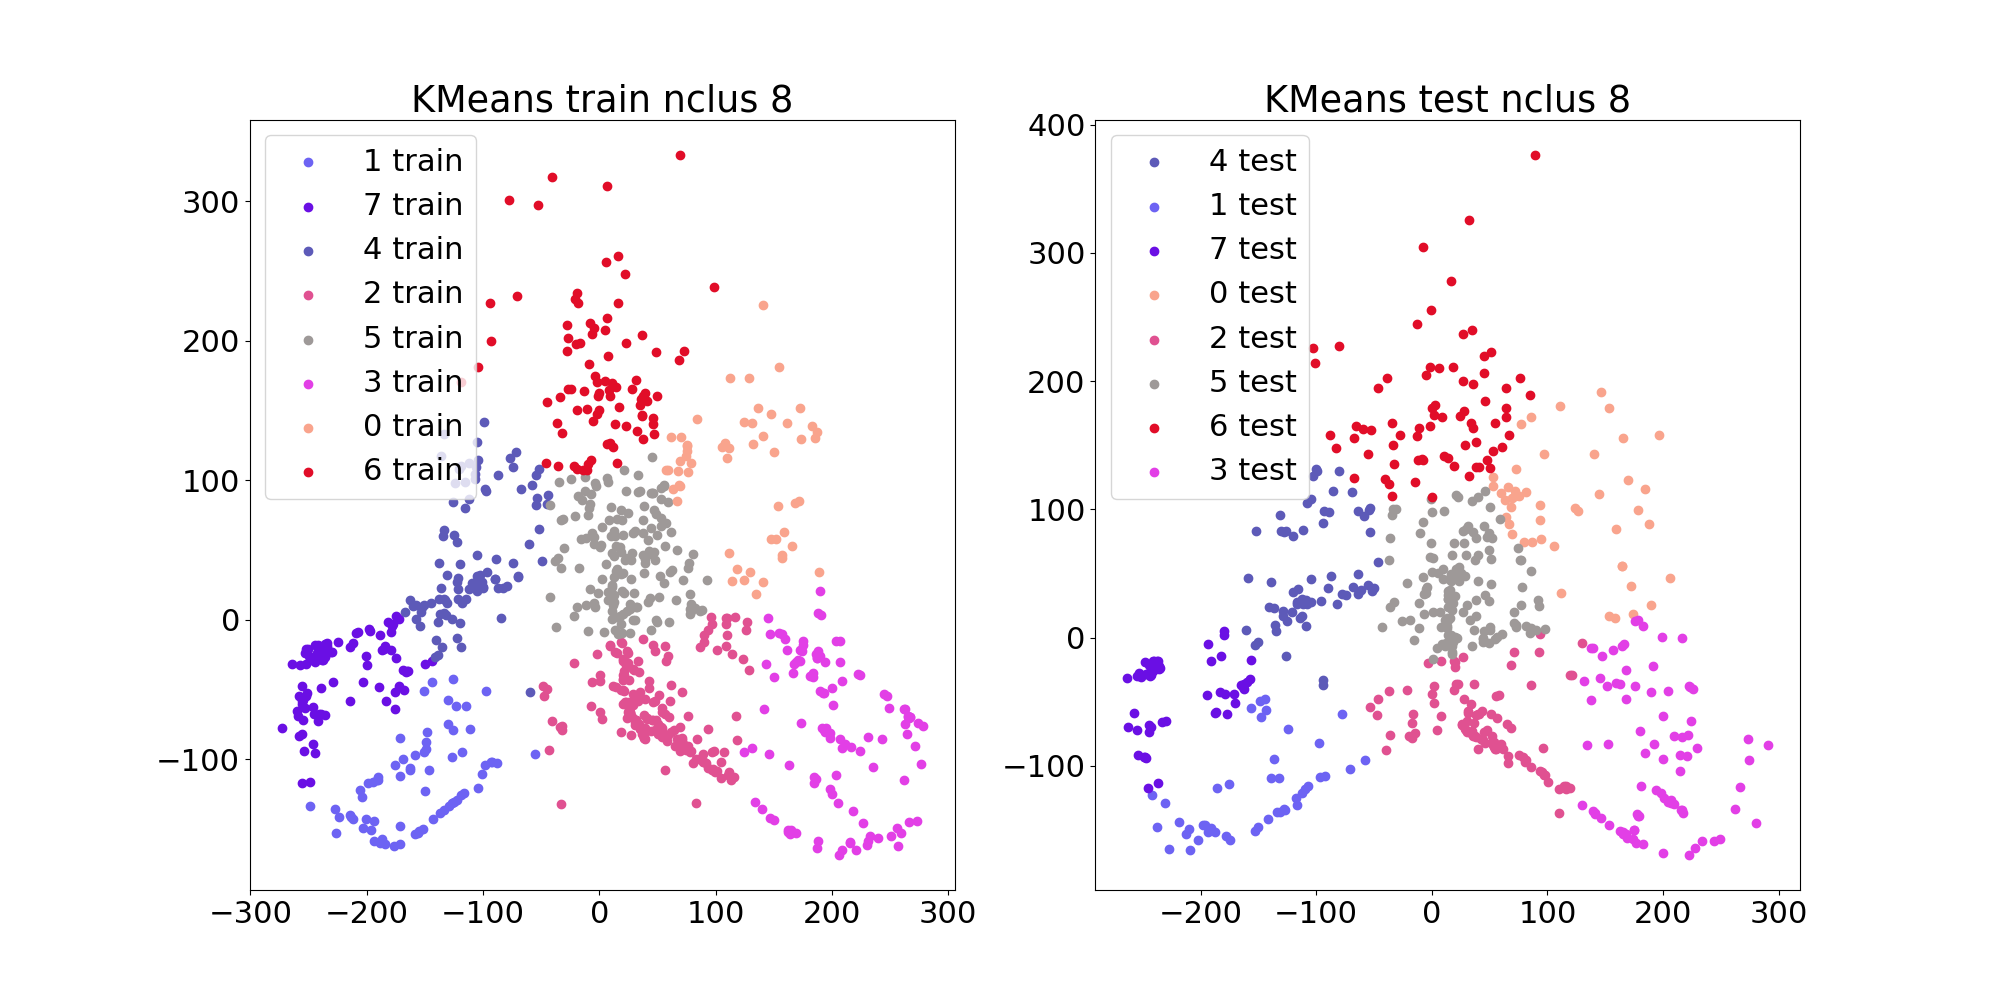 KMeans train nclus 8
1 train
7 train
4 train
2 train
5 train
3 train
0 train
6 train
300
200
100
0
−100
−300 −200 −100 0 100 200 300
KMeans test nclus 8
4 test
1 test
7 test
0 test
2 test
5 test
6 test
3 test
400
300
200
100
0
−100
−200 −100 0 100 200 300